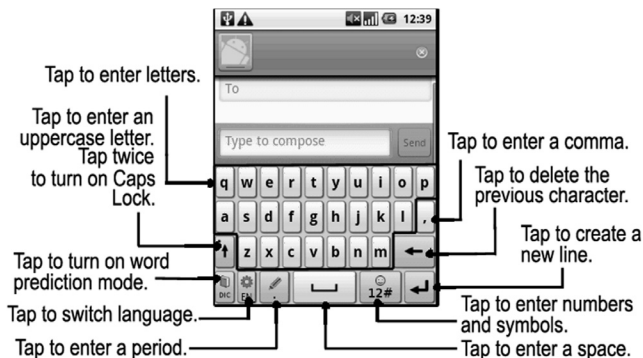 12:39
To
Type to compose
Send
q w e r t y u i o p
a s d f g h j k l ,
z x c v b n m
DIC EN . 12#
Tap to enter letters.
Tap to enter an
uppercase letter.
Tap twice
to turn on Caps
Lock.
Tap to turn on word
prediction mode.
Tap to switch language.
Tap to enter a period.
Tap to enter a comma.
Tap to delete the
previous character.
Tap to create a
new line.
Tap to enter numbers
and symbols.
Tap to enter a space.